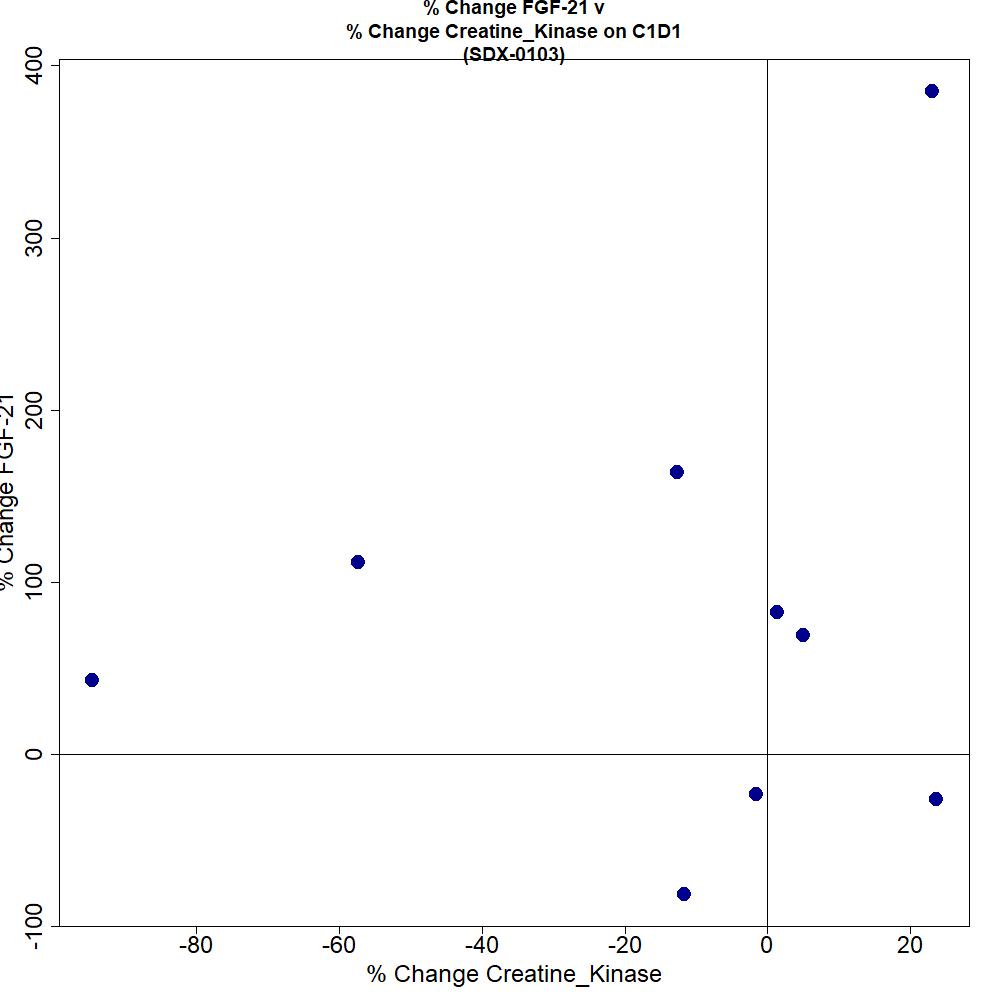 % Change FGF-21 v
% Change Creatine_Kinase on C1D1
(SDX-0103)
% Change FGF-21
400
300
200
100
0
-100
-80
-60
-40
-20
0
20
% Change Creatine_Kinase